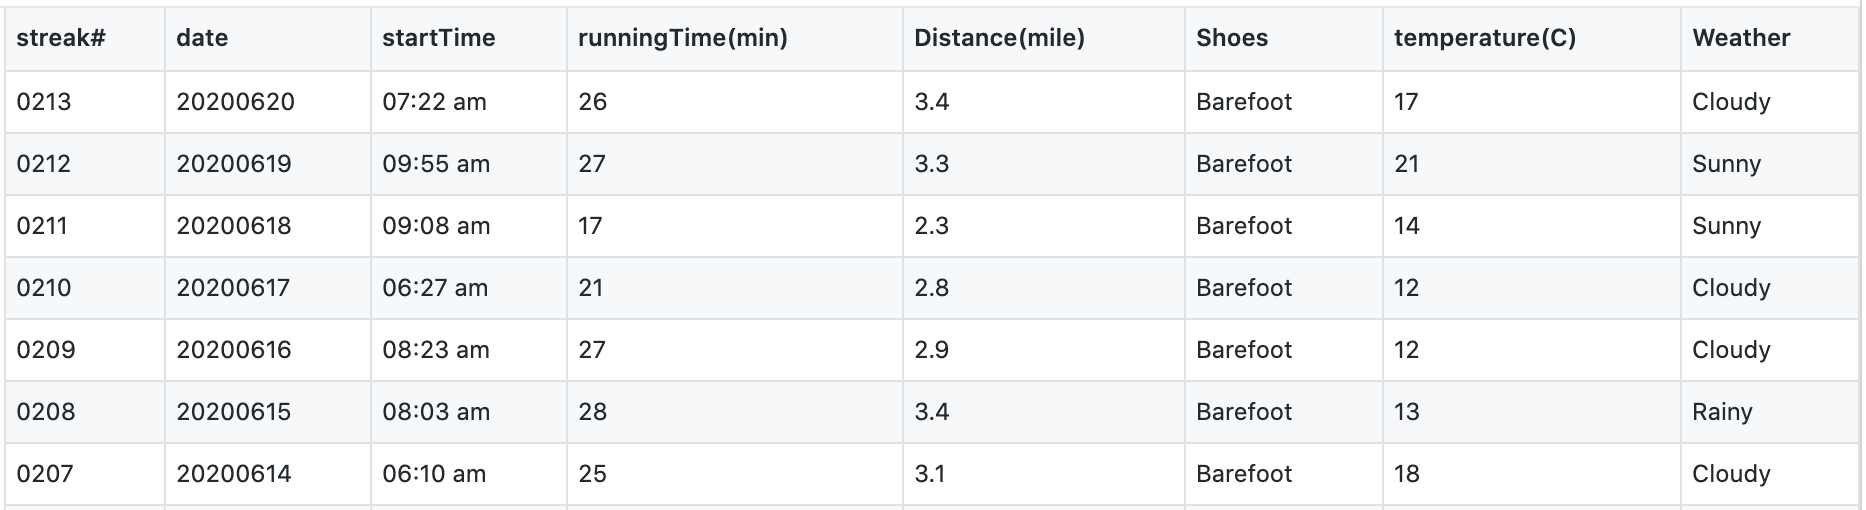 streak# date startTime runningTime(min) Distance(mile) Shoes temperature(C) Weather
0213 20200620 07:22 am 26 3.4 Barefoot 17 Cloudy
0212 20200619 09:55 am 27 3.3 Barefoot 21 Sunny
0211 20200618 09:08 am 17 2.3 Barefoot 14 Sunny
0210 20200617 06:27 am 21 2.8 Barefoot 12 Cloudy
0209 20200616 08:23 am 27 2.9 Barefoot 12 Cloudy
0208 20200615 08:03 am 28 3.4 Barefoot 13 Rainy
0207 20200614 06:10 am 25 3.1 Barefoot 18 Cloudy